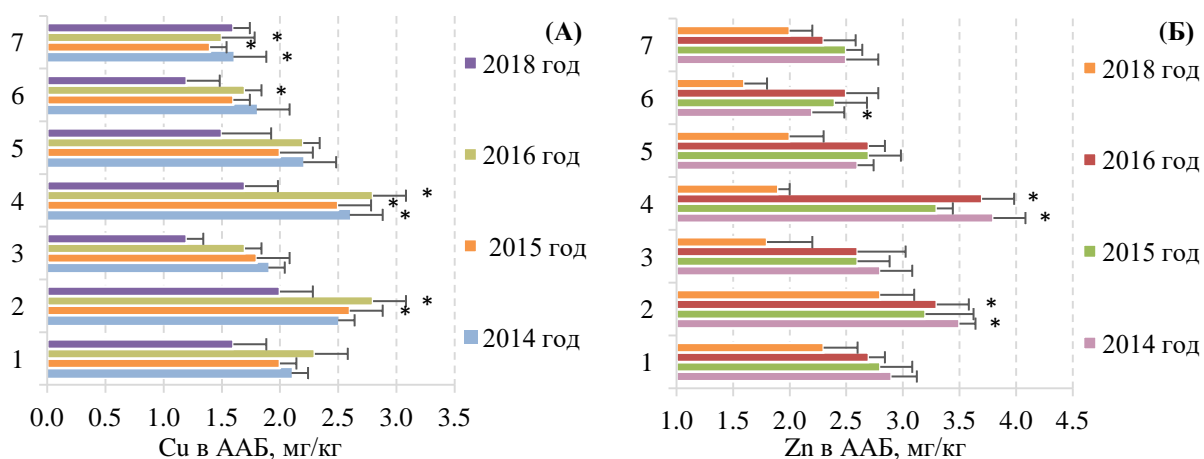 (А)
7
6
5
4
3
2
1
* * *
*
* * *
* *
0.0 0.5 1.0 1.5 2.0 2.5 3.0 3.5
Cu в ААБ, мг/кг
2018 год
2016 год
2015 год
2014 год
(Б)
7
6
5
4
3
2
1
*
* *
* *
1.0 1.5 2.0 2.5 3.0 3.5 4.0 4.5
Zn в ААБ, мг/кг
2018 год
2016 год
2015 год
2014 год